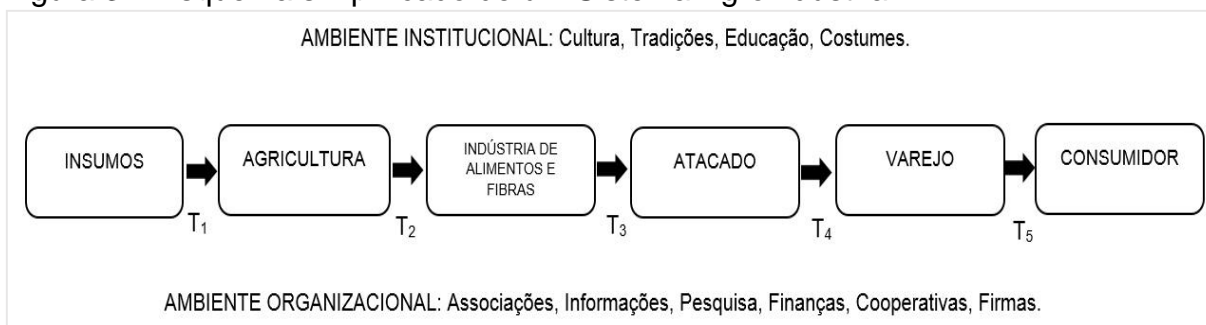 AMBIENTE INSTITUCIONAL: Cultura, Tradições, Educação, Costumes.
INSUMOS
AGRICULTURA
INDÚSTRIA DE
ALIMENTOS E
FIBRAS
ATACADO
VAREJO
CONSUMIDOR
T₁
T₂
T₃
T₄
T₅
AMBIENTE ORGANIZACIONAL: Associações, Informações, Pesquisa, Finanças, Cooperativas, Firmas.